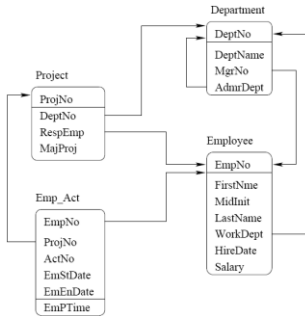 Department
DeptNo
DeptName
MgrNo
AdmrDept
Project
ProjNo
DeptNo
RespEmp
MajProj
Employee
EmpNo
FirstNme
MidInit
LastName
WorkDept
HireDate
Salary
Emp_Act
EmpNo
ProjNo
ActNo
EmStDate
EmEnDate
EmPTime